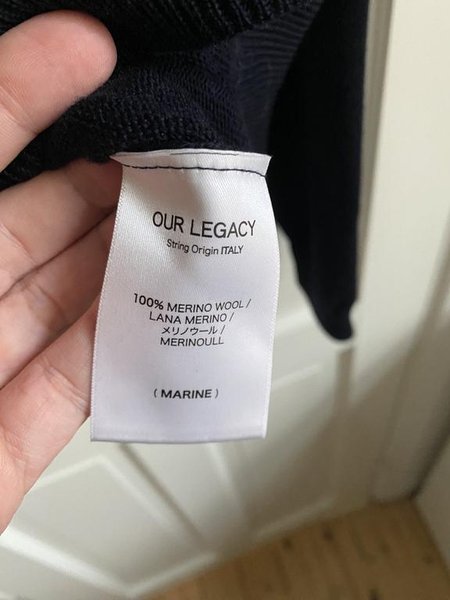 OUR LEGACY
String Origin ITALY
100% MERINO WOOL /
LANA MERINO /
メリノウール /
MERINOULL
( MARINE )